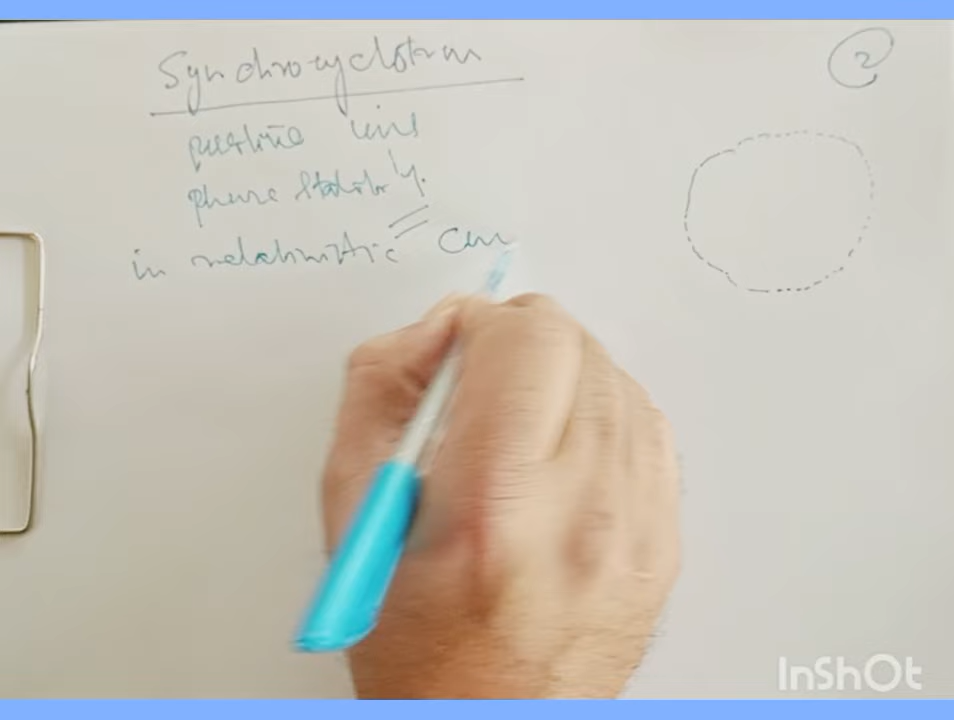 Synchrocyclotron
2
positive ions
phase stability.
in relativistic
InShOt